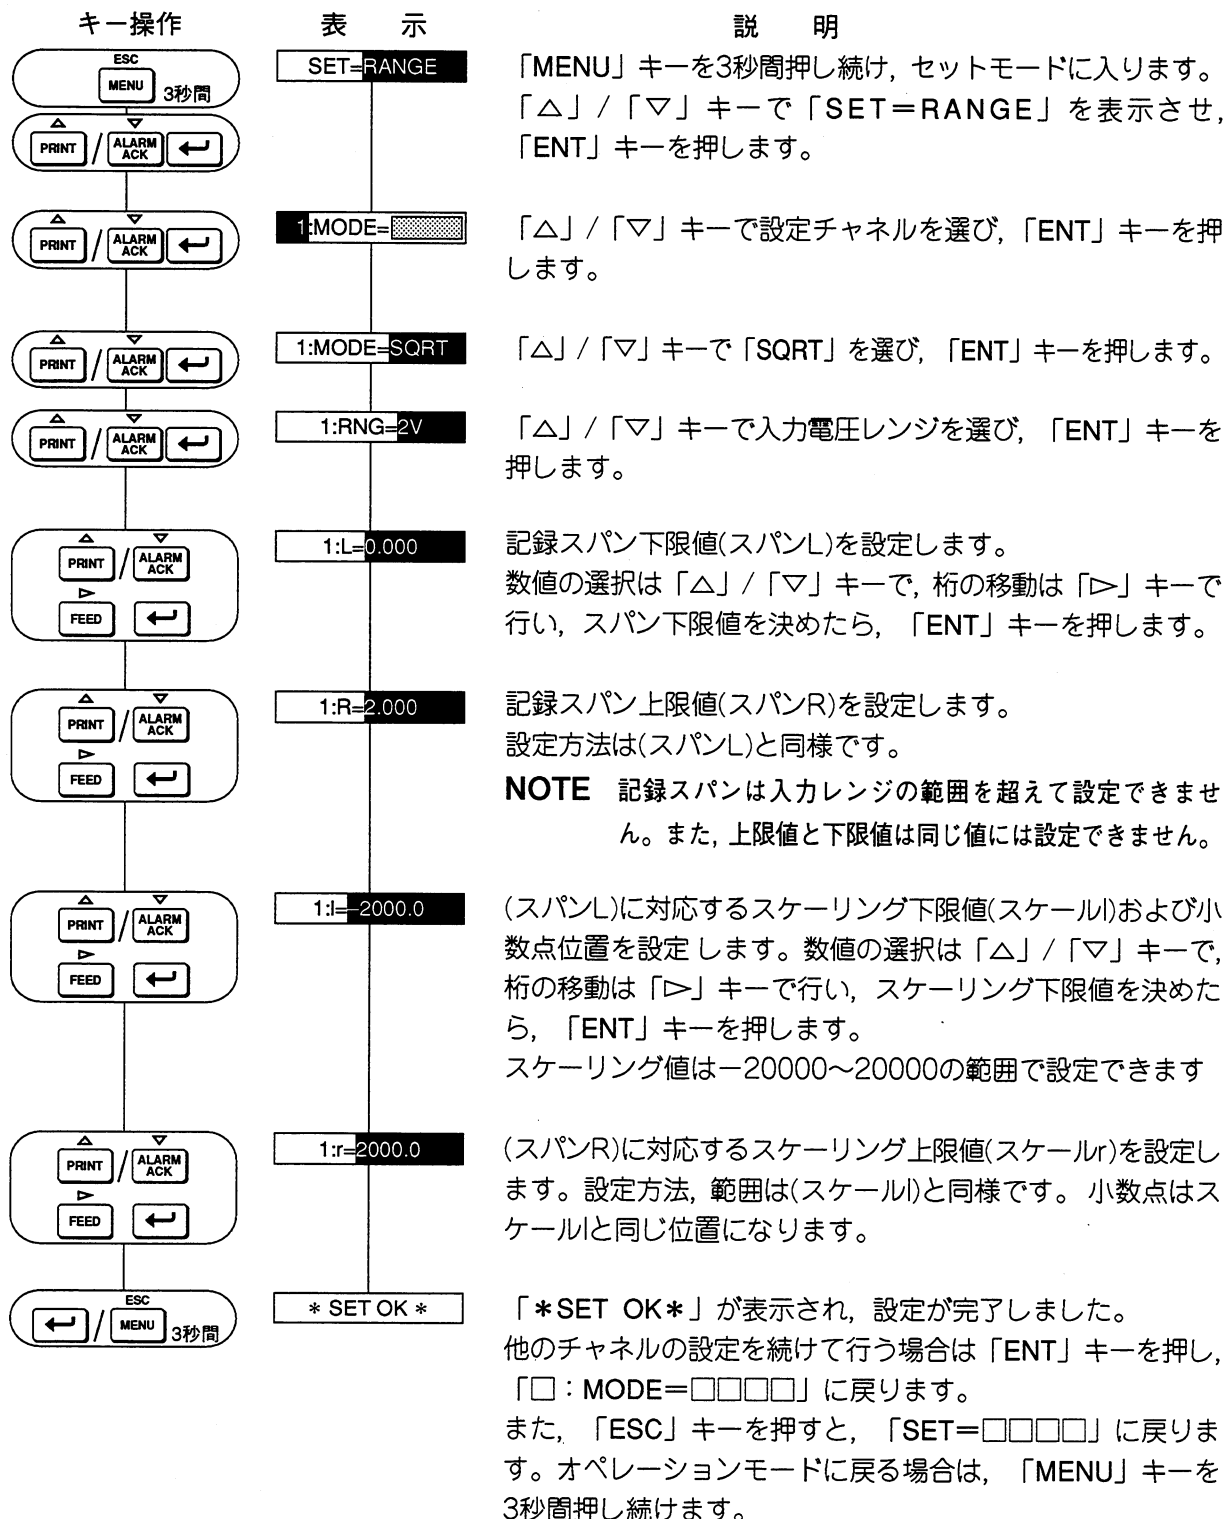 キー操作 表 示 説 明
ESC
MENU 3秒間
△ ▽
PRINT / ALARM ACK ↵
SET=RANGE
「MENU」キーを3秒間押し続け, セットモードに入ります。
「△」/「▽」キーで「SET=RANGE」を表示させ,
「ENT」キーを押します。
△ ▽
PRINT / ALARM ACK ↵
1:MODE=
「△」/「▽」キーで設定チャネルを選び,「ENT」キーを押
します。
△ ▽
PRINT / ALARM ACK ↵
1:MODE=SQRT
「△」/「▽」キーで「SQRT」を選び, 「ENT」キーを押します。
△ ▽
PRINT / ALARM ACK ↵
1:RNG=2V
「△」/「▽」キーで入力電圧レンジを選び, 「ENT」キーを
押します。
△ ▽
PRINT / ALARM ACK
▷
FEED ↵
1:L=0.000
記録スパン下限値(スパンL)を設定します。
数値の選択は「△」/「▽」キーで, 桁の移動は「▷」キーで
行い, スパン下限値を決めたら, 「ENT」キーを押します。
△ ▽
PRINT / ALARM ACK
▷
FEED ↵
1:R=2.000
記録スパン上限値(スパンR)を設定します。
設定方法は(スパンL)と同様です。
NOTE 記録スパンは入力レンジの範囲を超えて設定できませ
ん。また, 上限値と下限値は同じ値には設定できません。
△ ▽
PRINT / ALARM ACK
▷
FEED ↵
1:l=-2000.0
(スパンL)に対応するスケーリング下限値(スケールl)および小
数点位置を設定します。数値の選択は「△」/「▽」キーで,
桁の移動は「▷」キーで行い, スケーリング下限値を決めた
ら, 「ENT」キーを押します。
スケーリング値は-20000～20000の範囲で設定できます
△ ▽
PRINT / ALARM ACK
▷
FEED ↵
1:r=2000.0
(スパンR)に対応するスケーリング上限値(スケールr)を設定し
ます。設定方法, 範囲は(スケールl)と同様です。小数点はス
ケールlと同じ位置になります。
ESC
↵ / MENU 3秒間
* SET OK *
「*SET OK*」が表示され, 設定が完了しました。
他のチャネルの設定を続けて行う場合は「ENT」キーを押し,
「□:MODE=□□□□」に戻ります。
また, 「ESC」キーを押すと, 「SET=□□□□」に戻りま
す。オペレーションモードに戻る場合は, 「MENU」キーを
3秒間押し続けます。